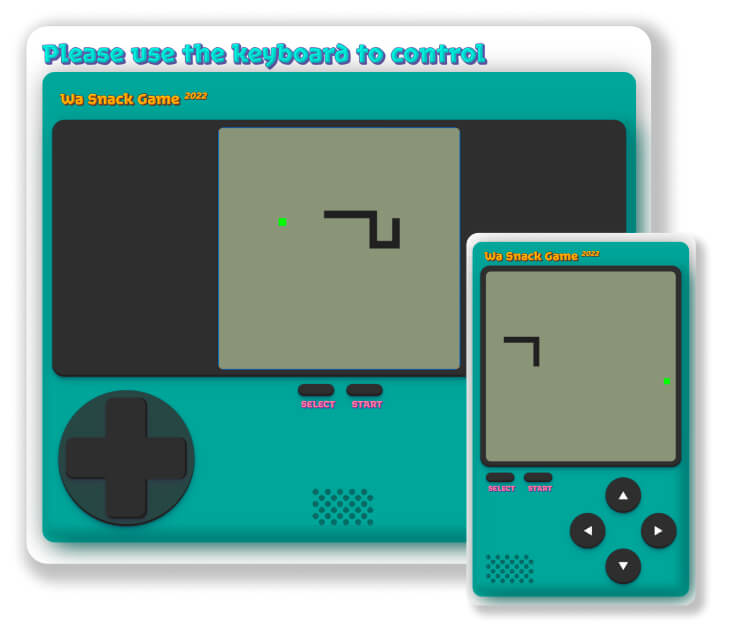 Please use the keyboard to control
Wa Snack Game 2022
SELECT START
Wa Snack Game 2022
SELECT START